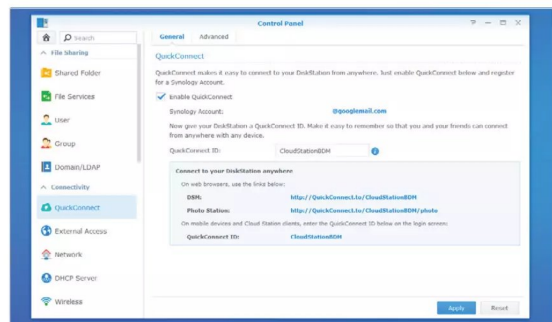 Control Panel
Search
General Advanced
File Sharing
Shared Folder
File Services
User
Group
Domain/LDAP
Connectivity
QuickConnect
External Access
Network
DHCP Server
Wireless
QuickConnect
QuickConnect makes it easy to connect to your DiskStation from anywhere. Just enable QuickConnect below and register
for a Synology Account.
Enable QuickConnect
Synology Account: @googlemail.com
Now give your DiskStation a QuickConnect ID. Make it easy to remember so that you and your friends can connect
from anywhere with any device.
QuickConnect ID: CloudStationBDM
Connect to your DiskStation anywhere
On web browsers, use the links below:
DSM: http://QuickConnect.to/CloudStationBDM
Photo Station: http://QuickConnect.to/CloudStationBDM/photo
On mobile devices and Cloud Station clients, enter the QuickConnect ID below on the login screen:
QuickConnect ID: CloudStationBDM
Apply Reset